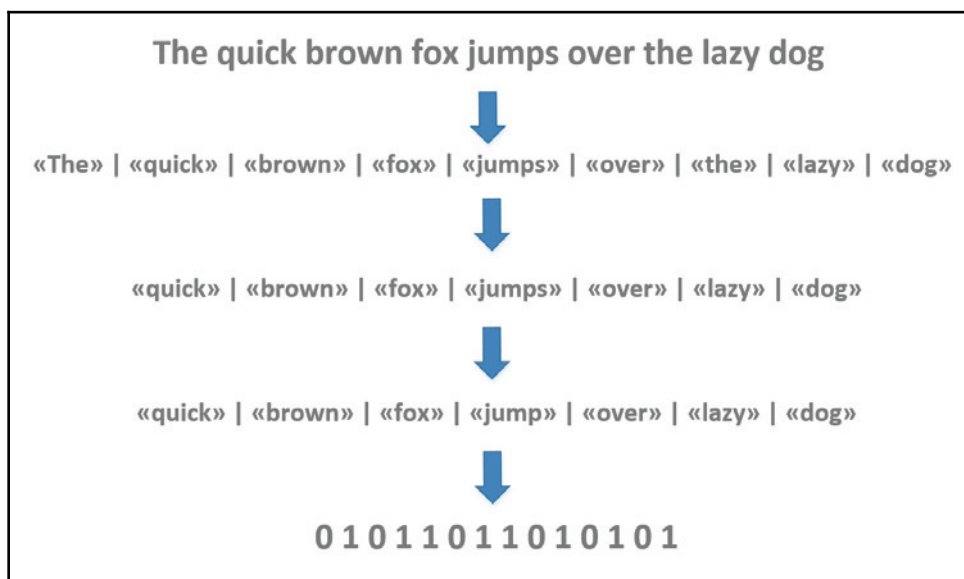 The quick brown fox jumps over the lazy dog
«The» | «quick» | «brown» | «fox» | «jumps» | «over» | «the» | «lazy» | «dog»
«quick» | «brown» | «fox» | «jumps» | «over» | «lazy» | «dog»
«quick» | «brown» | «fox» | «jump» | «over» | «lazy» | «dog»
0 1 0 1 1 0 1 1 0 1 0 1 0 1